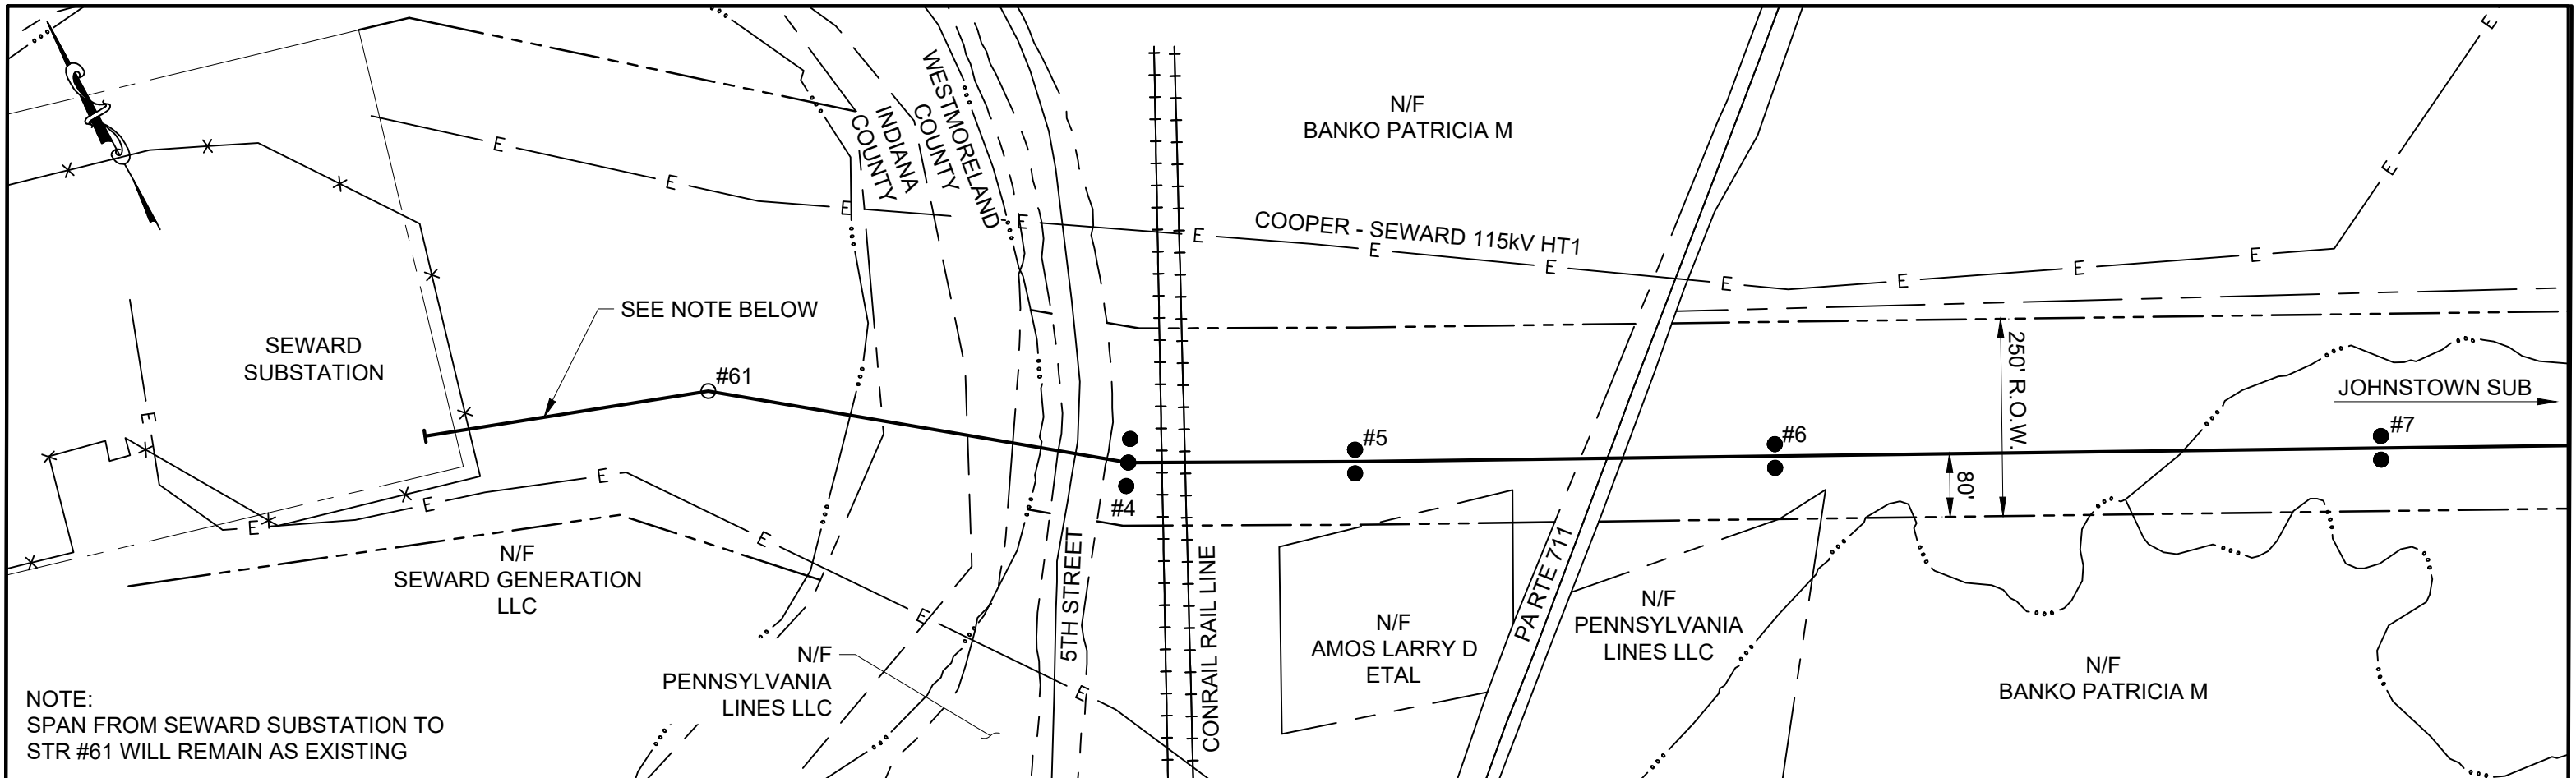 N/F
BANKO PATRICIA M
WESTMORELAND
COUNTY
INDIANA
COUNTY
E
E
E
E
E
E
E
E
E
E
E
E
E
COOPER - SEWARD 115kV HT1
SEE NOTE BELOW
SEWARD
SUBSTATION
#61
250' R.O.W.
JOHNSTOWN SUB
E
#4
#5
#6
#7
80'
E
E
E
E
E
E
N/F
SEWARD GENERATION
LLC
5TH STREET
CONRAIL RAIL LINE
PA RTE 711
N/F
AMOS LARRY D
ETAL
N/F
PENNSYLVANIA
LINES LLC
N/F
PENNSYLVANIA
LINES LLC
N/F
BANKO PATRICIA M
NOTE:
SPAN FROM SEWARD SUBSTATION TO
STR #61 WILL REMAIN AS EXISTING